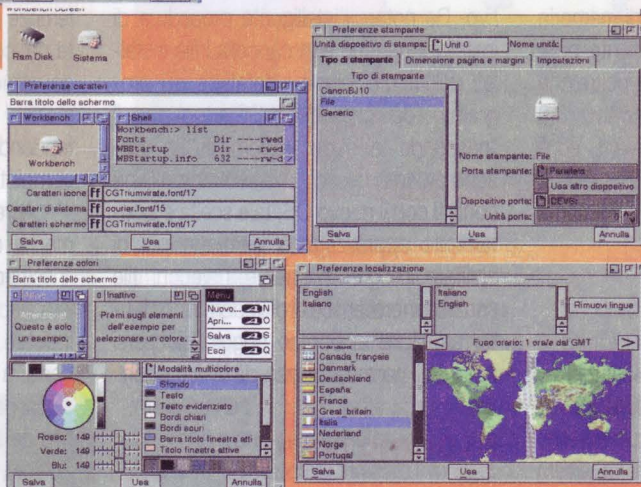 Workbench Screen
Ram Disk
Sistema
Preferenze caratteri
Barra titolo dello schermo
Workbench
Workbench
Shell
Workbench:> list
Fonts Dir ----rwed
WBStartup Dir ----rwed
WBStartup.info 632 ----rw-d
Caratteri icone Ff CGTriumvirate.font/17
Caratteri di sistema Ff courier.font/15
Caratteri schermo Ff CGTriumvirate.font/17
Salva Usa Annulla
Preferenze stampante
Unità dispositivo di stampa: Unit 0 Nome unità:
Tipo di stampante Dimensione pagina e margini Impostazioni
Tipo di stampante
CanonBJ10
File
Generic
Nome stampante: File
Porta stampante: Parallela
Usa altro dispositivo
Dispositivo porta: DEVS:
Unità porta: 0
Salva Usa Annulla
Preferenze colori
Barra titolo dello schermo
Attenzione!
Questo è solo
un esempio.
Inattivo
Premi sugli elementi
dell'esempio per
selezionare un colore.
Menu
Nuovo... N
Apri... O
Salva S
Esci Q
Modalità multicolore
Sfondo
Testo
Testo evidenziato
Bordi chiari
Bordi scuri
Barra titolo finestre atti
Titolo finestre attive
Rosso: 149
Verde: 149
Blu: 149
Salva Usa Annulla
Preferenze localizzazione
English
Italiano
Italiano
English
Rimuovi lingue
Canada
Canada_français
Danmark
Deutschland
España
France
Great_britain
Italia
Nederland
Norge
Portugal
Fuso orario: 1 ora/e dal GMT
Salva Usa Annulla